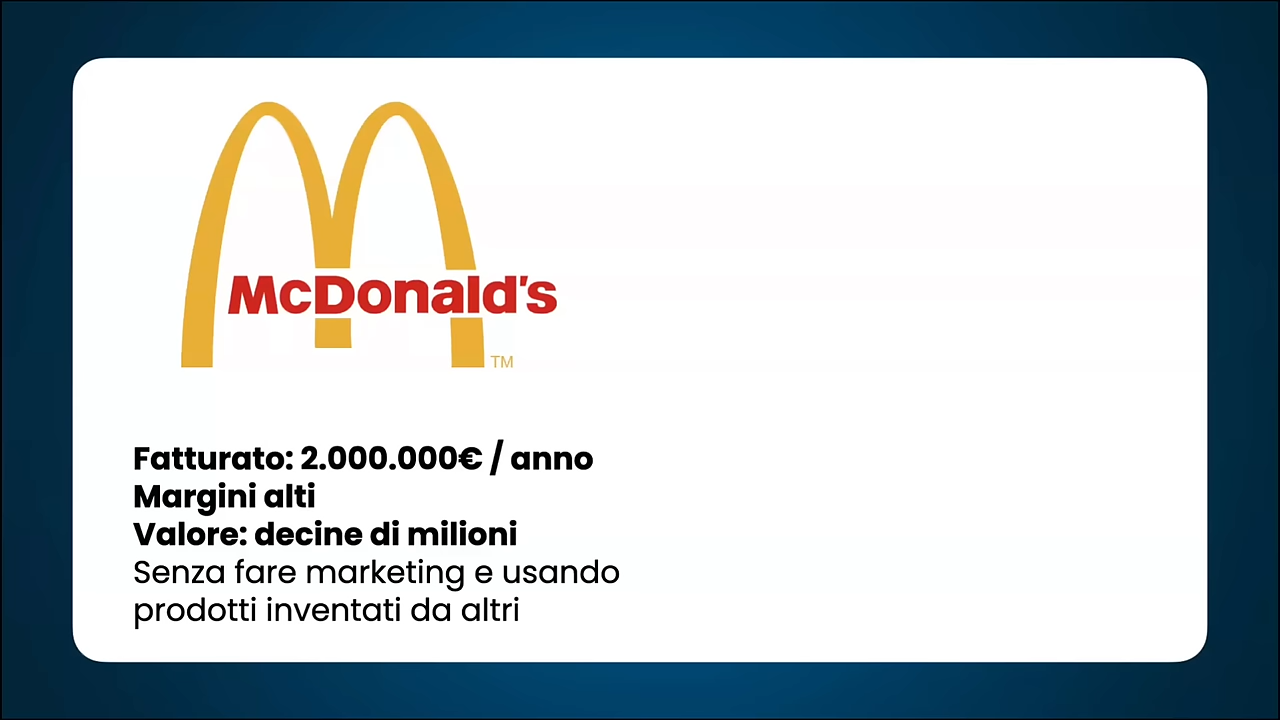 McDonald's
TM
Fatturato: 2.000.000€ / anno
Margini alti
Valore: decine di milioni
Senza fare marketing e usando
prodotti inventati da altri